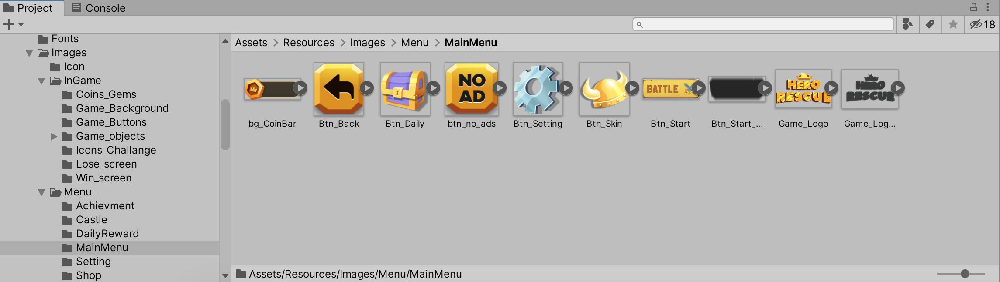 Project Console
18
Fonts
Images
Icon
InGame
Coins_Gems
Game_Background
Game_Buttons
Game_objects
Icons_Challange
Lose_screen
Win_screen
Menu
Achievment
Castle
DailyReward
MainMenu
Setting
Shop
Assets > Resources > Images > Menu > MainMenu
NO
AD
BATTLE
HERO
RESCUE
HERO
RESCUE
bg_CoinBar Btn_Back Btn_Daily btn_no_ads Btn_Setting Btn_Skin Btn_Start Btn_Start_... Game_Logo Game_Log...
Assets/Resources/Images/Menu/MainMenu